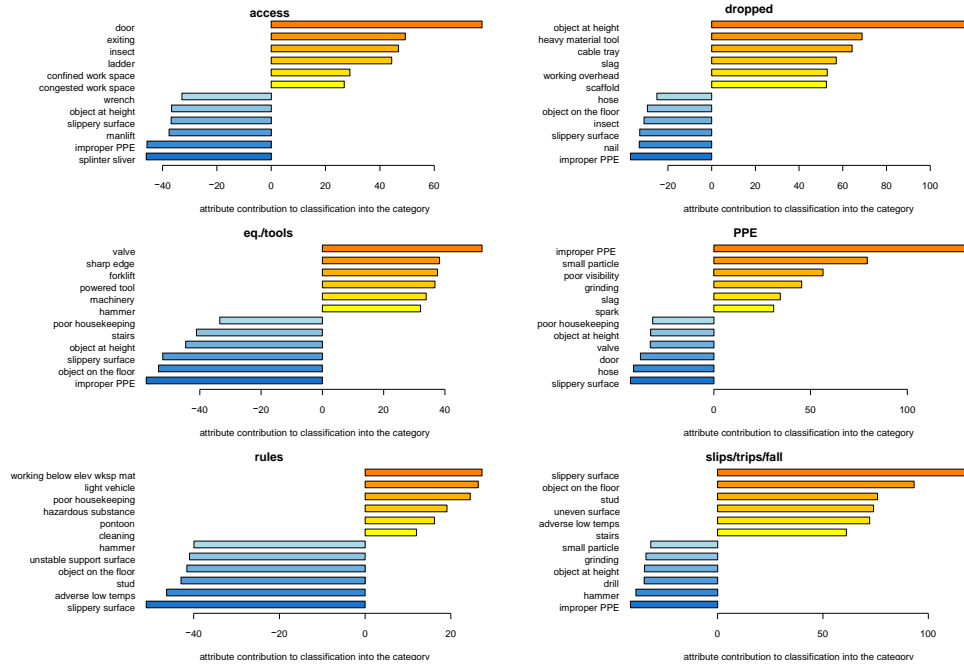 access
door
exiting
insect
ladder
confined work space
congested work space
wrench
object at height
slippery surface
manlift
improper PPE
splinter sliver
−40 −20 0 20 40 60
attribute contribution to classification into the category
dropped
object at height
heavy material tool
cable tray
slag
working overhead
scaffold
hose
object on the floor
insect
slippery surface
nail
improper PPE
−20 0 20 40 60 80 100
attribute contribution to classification into the category
eq./tools
valve
sharp edge
forklift
powered tool
machinery
hammer
poor housekeeping
stairs
object at height
slippery surface
object on the floor
improper PPE
−40 −20 0 20 40
attribute contribution to classification into the category
PPE
improper PPE
small particle
poor visibility
grinding
slag
spark
poor housekeeping
object at height
valve
door
hose
slippery surface
0 50 100
attribute contribution to classification into the category
rules
working below elev wksp mat
light vehicle
poor housekeeping
hazardous substance
pontoon
cleaning
hammer
unstable support surface
object on the floor
stud
adverse low temps
slippery surface
−40 −20 0 20
attribute contribution to classification into the category
slips/trips/fall
slippery surface
object on the floor
stud
uneven surface
adverse low temps
stairs
small particle
grinding
object at height
drill
hammer
improper PPE
0 50 100
attribute contribution to classification into the category